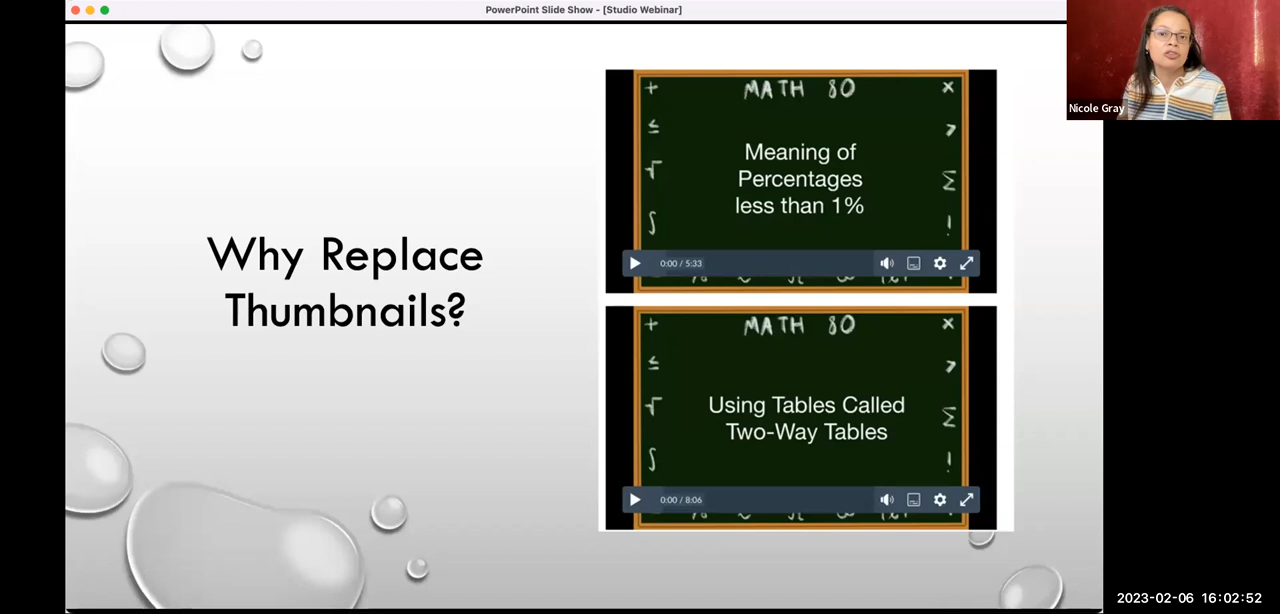 PowerPoint Slide Show - [Studio Webinar]
Nicole Gray
Why Replace
Thumbnails?
+ MATH 80 ×
≤
√
∫
Meaning of
Percentages
less than 1%
>
Σ
!
0:00 / 5:33
+ MATH 80 ×
≤
√
∫
Using Tables Called
Two-Way Tables
>
Σ
!
0:00 / 8:06
2023-02-06 16:02:52